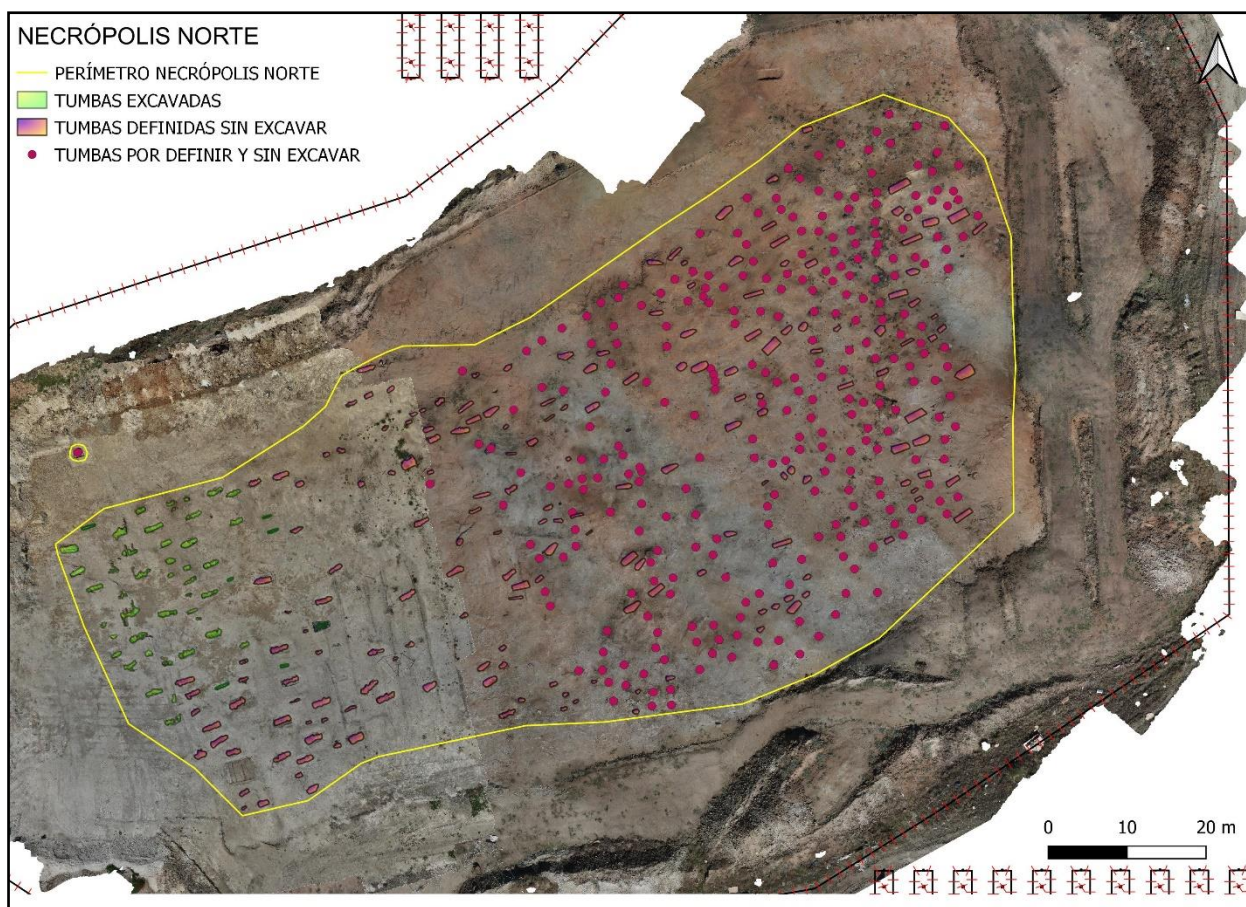 NECRÓPOLIS NORTE
PERÍMETRO NECRÓPOLIS NORTE
TUMBAS EXCAVADAS
TUMBAS DEFINIDAS SIN EXCAVAR
TUMBAS POR DEFINIR Y SIN EXCAVAR
0 10 20 m